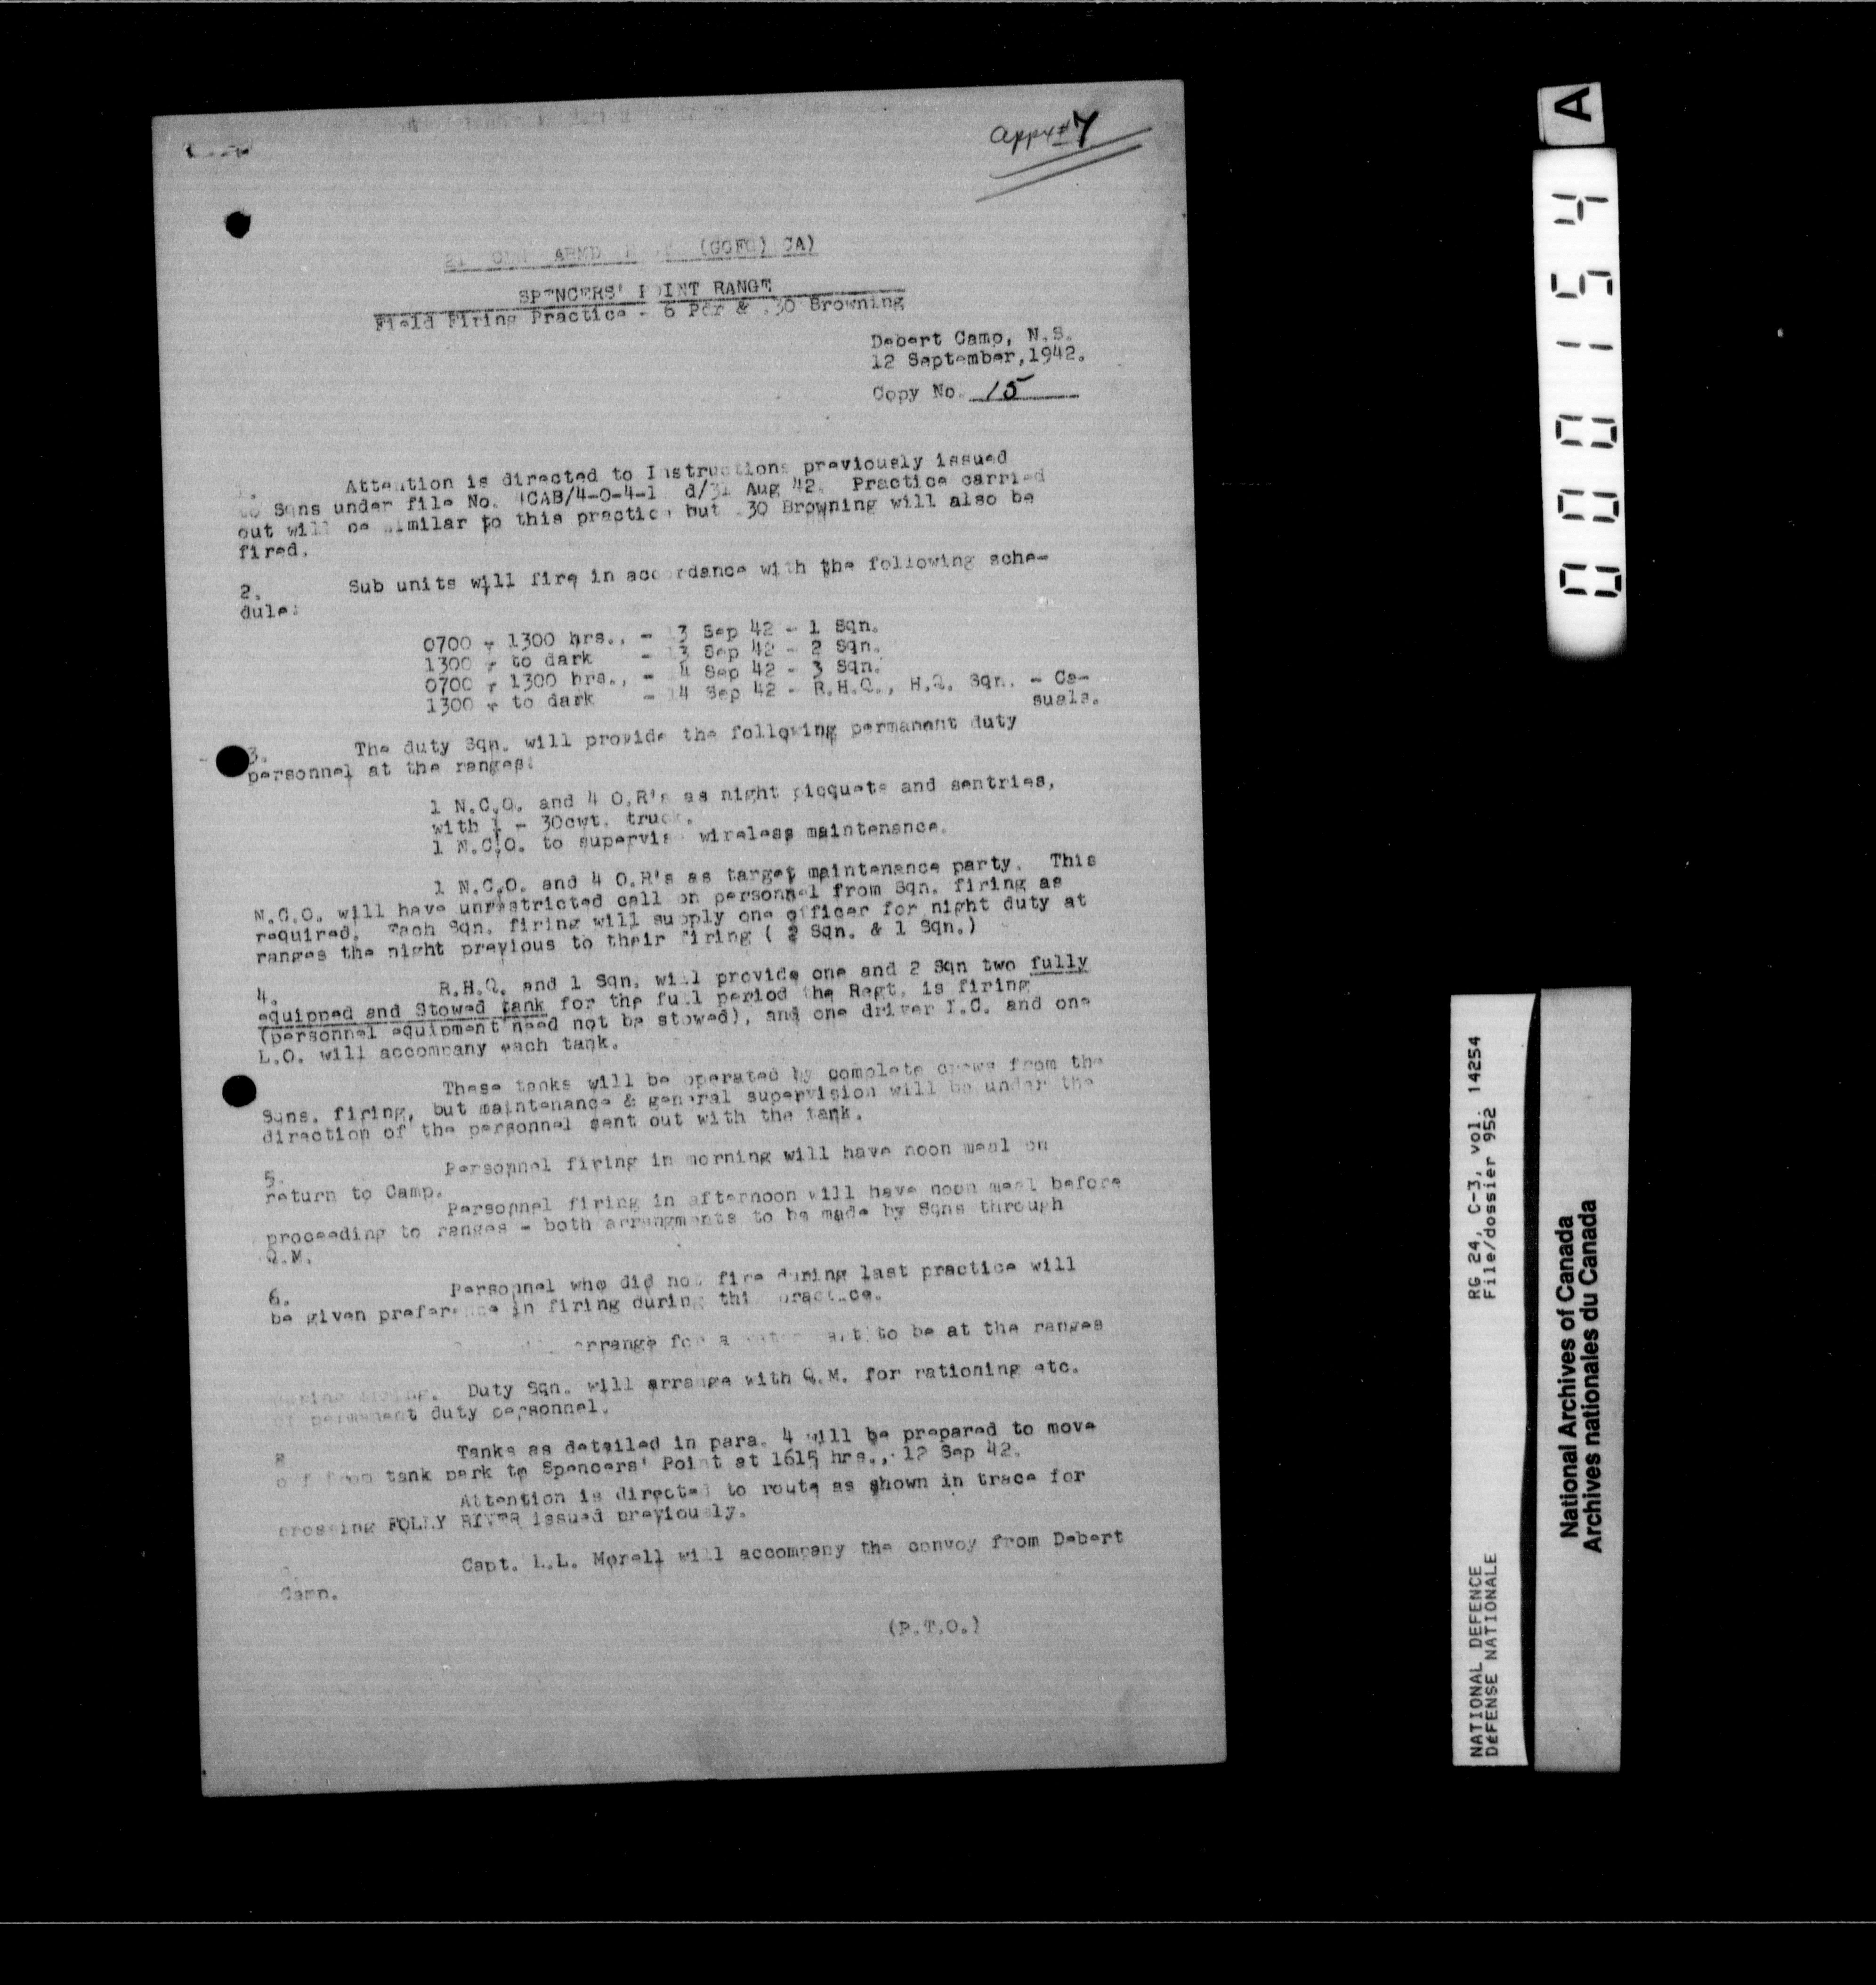 Appx #7
21 CDN ARMD (GGFG) CA)
SPENCERS' POINT RANGE
Field Firing Practice - 6 Pdr & .30 Browning
Debert Camp, N.S.
12 September,1942.
Copy No. 15
1. Attention is directed to Instructions previously issued
to Sqns under file No. 4CAB/4-0-4-1 d/31 Aug 42. Practice carried
out will be similar to this practice but .30 Browning will also be
fired.
2. Sub units will fire in accordance with the following sche-
dule:
0700 - 1300 hrs., - 13 Sep 42 - 1 Sqn.
1300 - to dark - 13 Sep 42 - 2 Sqn.
0700 - 1300 hrs., - 14 Sep 42 - 3 Sqn.
1300 - to dark - 14 Sep 42 - R.H.Q., H.Q. Sqn. - Ca-
suals.
3. The duty Sqn. will provide the following permanent duty
personnel at the ranges:
1 N.C.O. and 4 O.R's as night picquets and sentries,
with 1 - 30cwt. truck.
1 N.C.O. to supervise wireless maintenance.
1 N.C.O. and 4 O.R's as target maintenance party. This
N.C.O. will have unrestricted call on personnel from Sqn. firing as
required. Each Sqn. firing will supply one officer for night duty at
ranges the night previous to their firing ( 2 Sqn. & 1 Sqn.)
4. R.H.Q. and 1 Sqn. will provide one and 2 Sqn two fully
equipped and Stowed tank for the full period the Regt. is firing
(personnel equipment need not be stowed), and one driver I.C. and one
L.O. will accompany each tank.
These tanks will be operated by complete crews from the
Sqns. firing, but maintenance & general supervision will be under the
direction of the personnel sent out with the tank.
5. Personnel firing in morning will have noon meal on
return to Camp.
Personnel firing in afternoon will have noon meal before
proceeding to ranges - both arrangments to be made by Sqns through
Q.M.
6. Personnel who did not fire during last practice will
be given preference in firing during this practice.
arrange for a water cart to be at the ranges
during firing. Duty Sqn. will arrange with Q.M. for rationing etc.
of permanent duty personnel.
8. Tanks as detailed in para. 4 will be prepared to move
off from tank park to Spencers' Point at 1615 hrs., 12 Sep 42.
Attention is directed to route as shown in trace for
crossing FOLLY RIVER issued previously.
Capt. L.L. Morell will accompany the convoy from Debert
Camp.
(P.T.O.)
A
000154
RG 24, C-3, vol. 14254
File/dossier 952
NATIONAL DEFENCE
DéFENSE NATIONALE
National Archives of Canada
Archives nationales du Canada